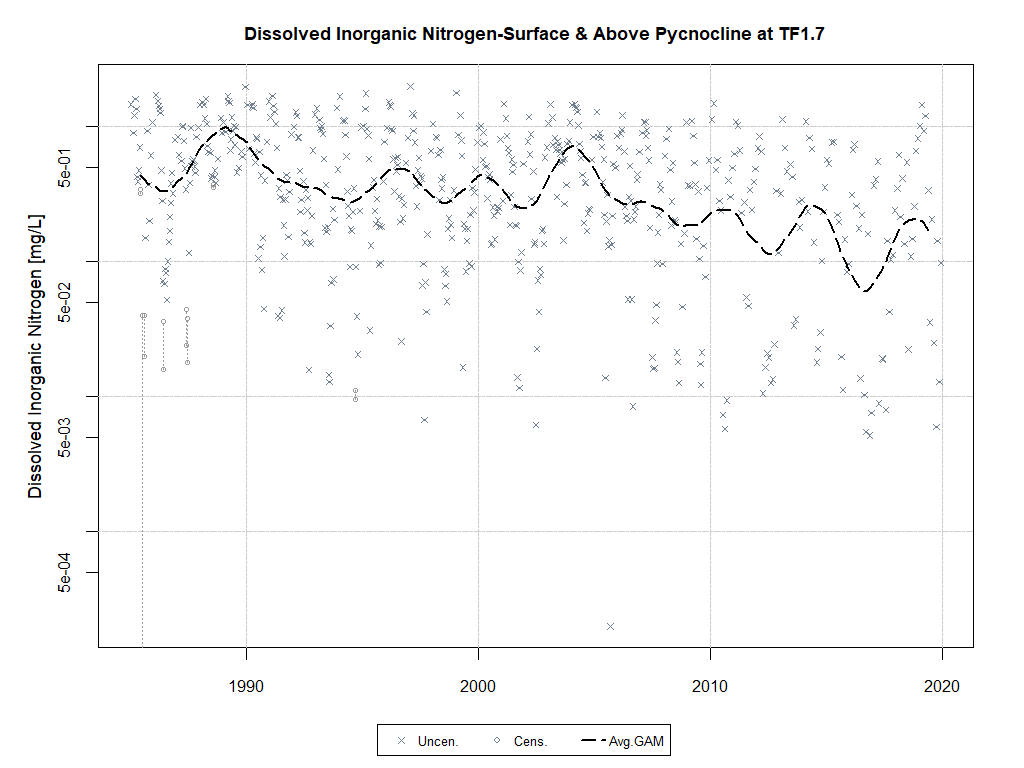 Dissolved Inorganic Nitrogen-Surface & Above Pycnocline at TF1.7
Dissolved Inorganic Nitrogen [mg/L]
5e-01
5e-02
5e-03
5e-04
1990
2000
2010
2020
Uncen.
Cens.
Avg.GAM